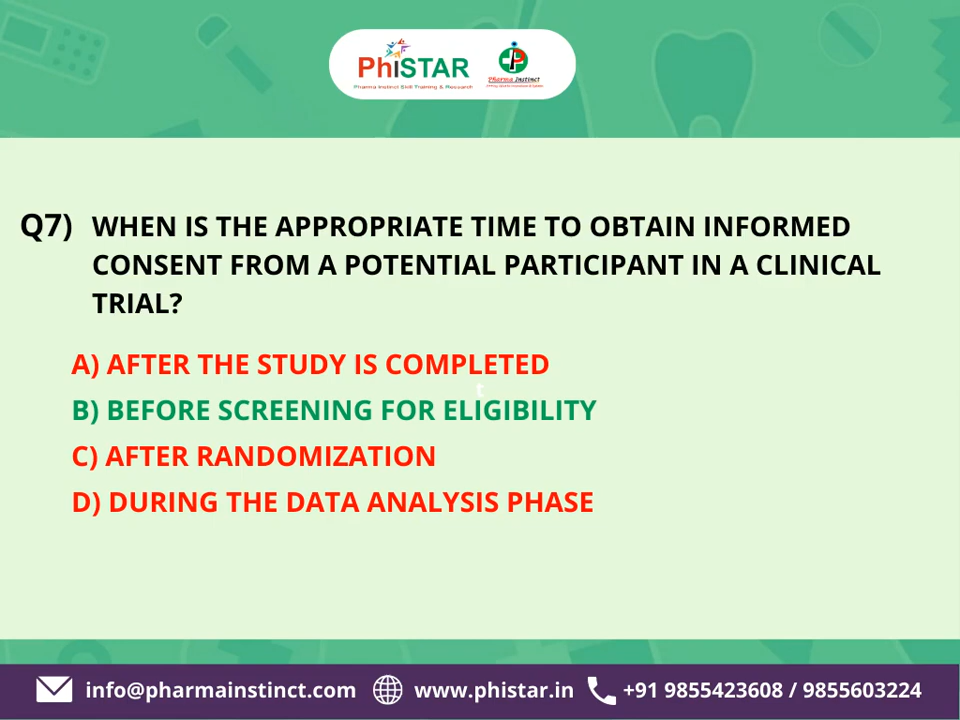 PhiSTAR
Pharma Instinct Skill Training & Research
Pharma Instinct
Q7) WHEN IS THE APPROPRIATE TIME TO OBTAIN INFORMED
CONSENT FROM A POTENTIAL PARTICIPANT IN A CLINICAL
TRIAL?
A) AFTER THE STUDY IS COMPLETED
t
B) BEFORE SCREENING FOR ELIGIBILITY
C) AFTER RANDOMIZATION
D) DURING THE DATA ANALYSIS PHASE
info@pharmainstinct.com www.phistar.in +91 9855423608 / 9855603224